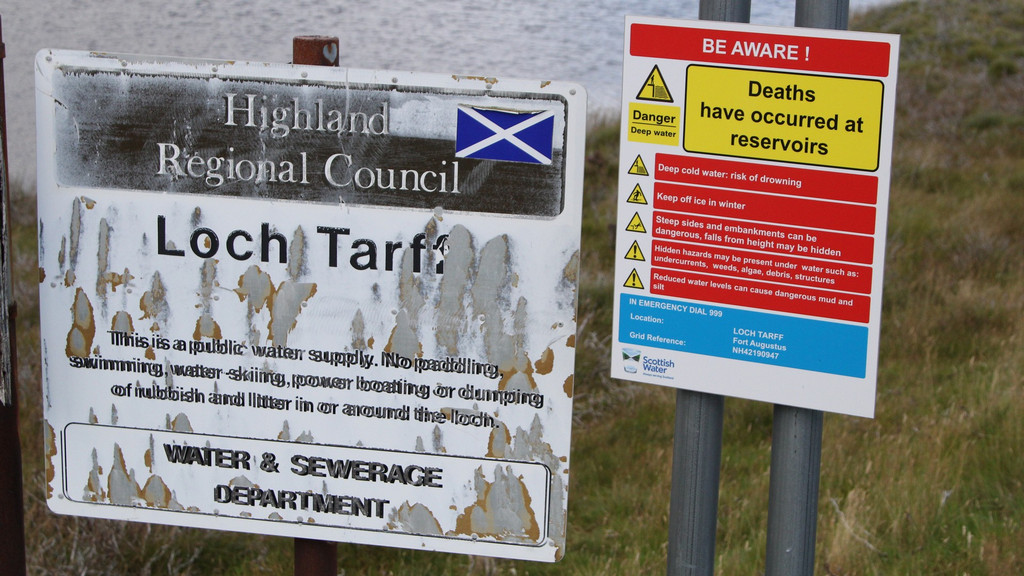 Highland
Regional Council
Loch Tarff
This is a public water supply. No paddling,
swimming, water skiing, power boating or dumping
of rubbish and litter in or around the loch.
WATER & SEWERAGE
DEPARTMENT
BE AWARE !
Danger
Deep water
Deaths
have occurred at
reservoirs
Deep cold water: risk of drowning
Keep off ice in winter
Steep sides and embankments can be
dangerous, falls from height may be hidden
Hidden hazards may be present under water such as:
undercurrents, weeds, algae, debris, structures
Reduced water levels can cause dangerous mud and
silt
IN EMERGENCY DIAL 999
Location:
LOCH TARFF
Fort Augustus
Grid Reference:
NH42190947
Scottish
Water